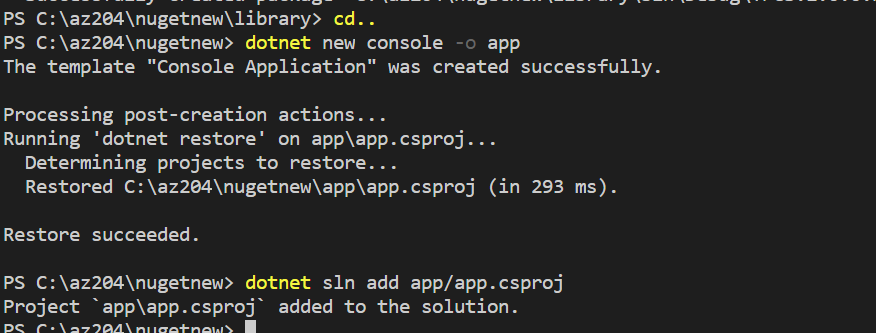 PS C:\az204\nugetnew\library> cd..
PS C:\az204\nugetnew> dotnet new console -o app
The template "Console Application" was created successfully.
Processing post-creation actions...
Running 'dotnet restore' on app\app.csproj...
  Determining projects to restore...
  Restored C:\az204\nugetnew\app\app.csproj (in 293 ms).
Restore succeeded.
PS C:\az204\nugetnew> dotnet sln add app/app.csproj
Project `app\app.csproj` added to the solution.
PS C:\az204\nugetnew>